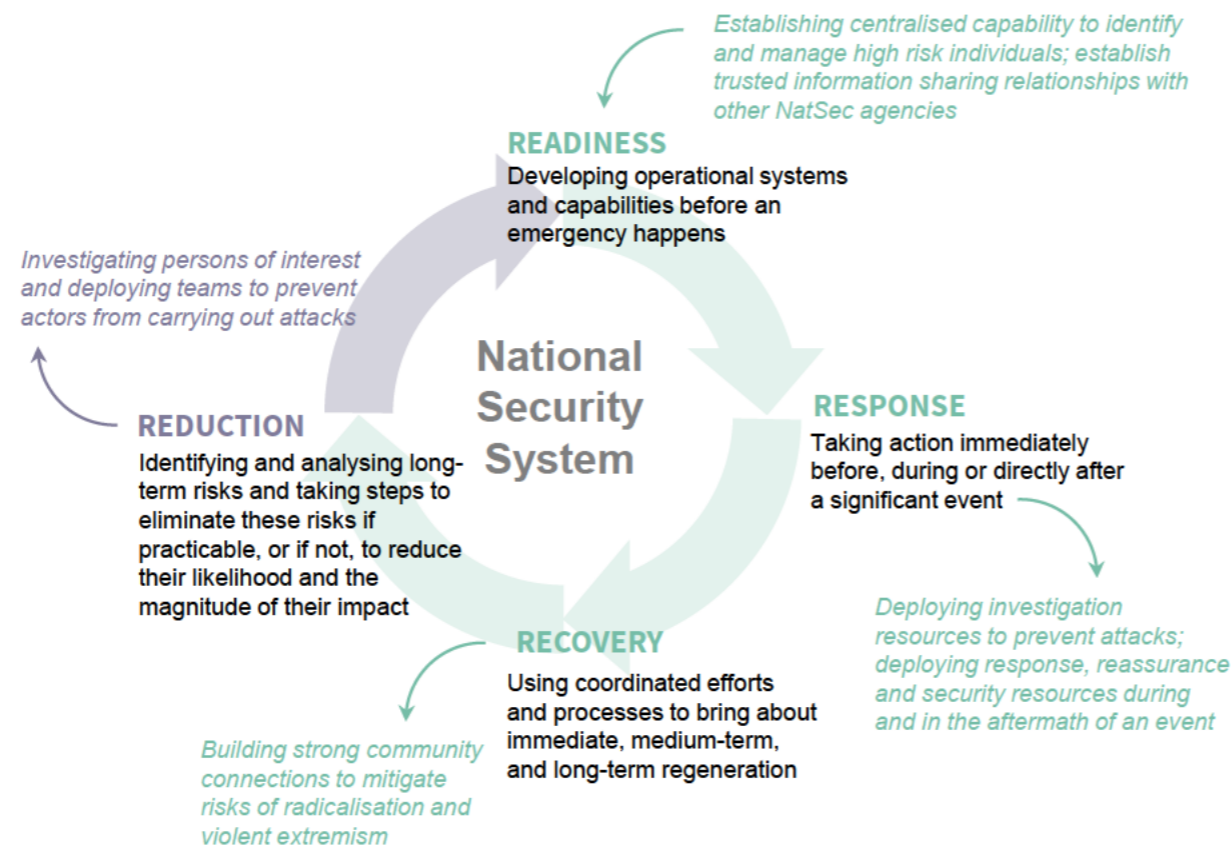 Establishing centralised capability to identify
and manage high risk individuals; establish
trusted information sharing relationships with
other NatSec agencies
READINESS
Developing operational systems
and capabilities before an
emergency happens
Investigating persons of interest
and deploying teams to prevent
actors from carrying out attacks
National
Security
System
REDUCTION
Identifying and analysing long-
term risks and taking steps to
eliminate these risks if
practicable, or if not, to reduce
their likelihood and the
magnitude of their impact
RESPONSE
Taking action immediately
before, during or directly after
a significant event
Deploying investigation
resources to prevent attacks;
deploying response, reassurance
and security resources during
and in the aftermath of an event
RECOVERY
Using coordinated efforts
and processes to bring about
immediate, medium-term,
and long-term regeneration
Building strong community
connections to mitigate
risks of radicalisation and
violent extremism